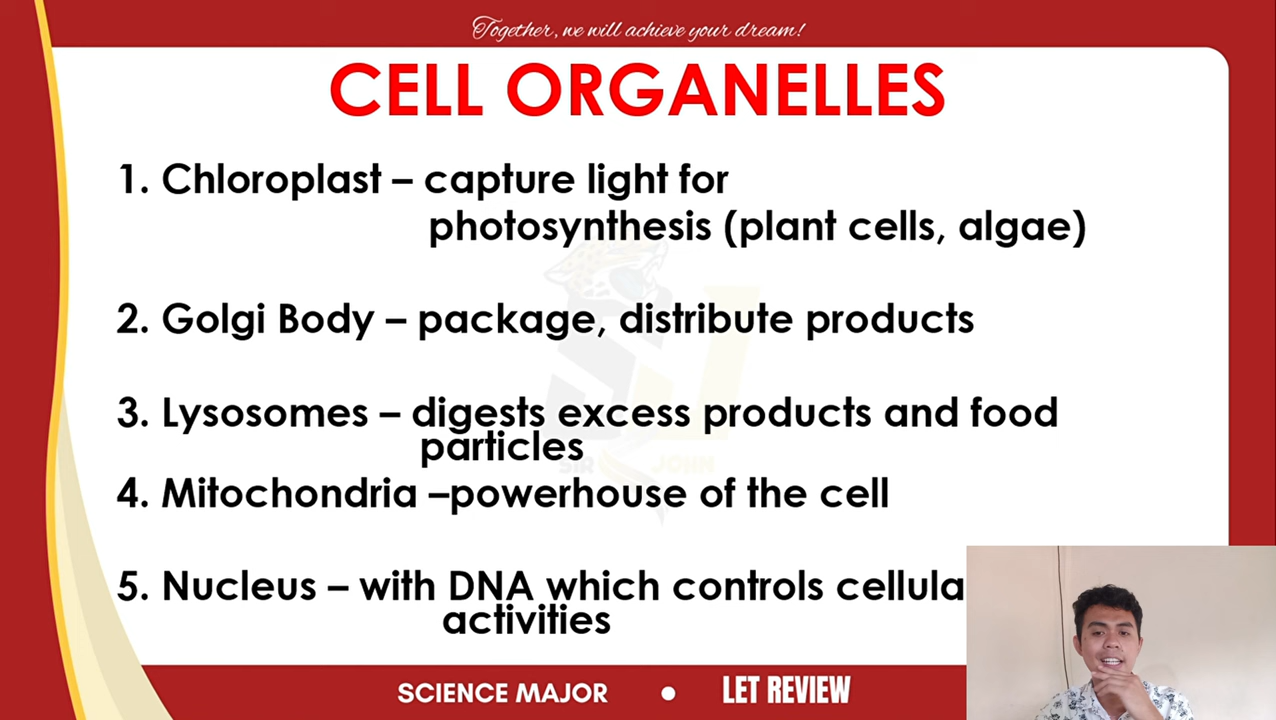 Together, we will achieve your dream!
CELL ORGANELLES
1. Chloroplast – capture light for
photosynthesis (plant cells, algae)
2. Golgi Body – package, distribute products
3. Lysosomes – digests excess products and food
particles
SIR JOHN
4. Mitochondria –powerhouse of the cell
5. Nucleus – with DNA which controls cellula
activities
SCIENCE MAJOR • LET REVIEW